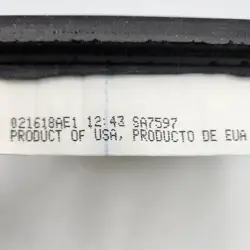 021618AE1 12:43 SA7597
PRODUCT OF USA, PRODUCTO DE EUA